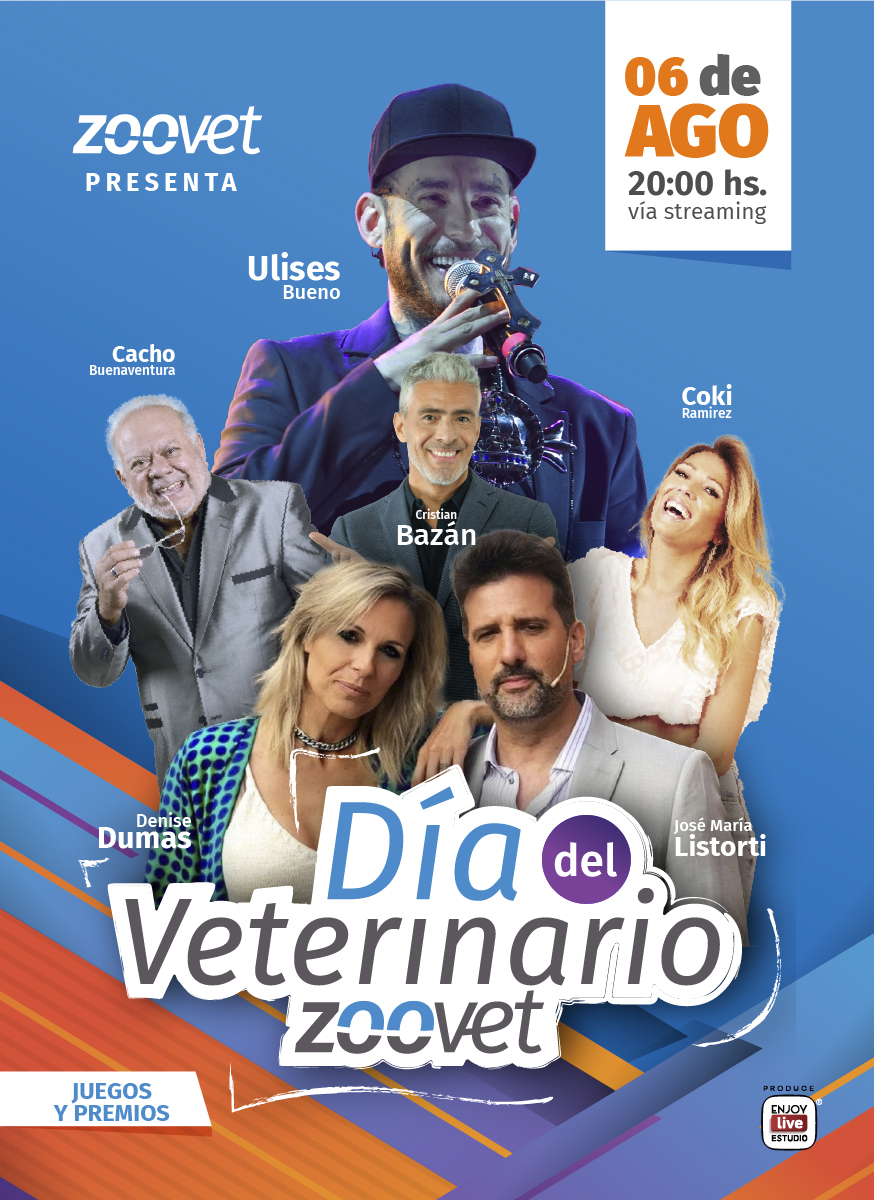 zoovet
PRESENTA
06 de
AGO
20:00 hs.
vía streaming
Ulises
Bueno
Cacho
Buenaventura
Coki
Ramirez
Cristian
Bazán
Denise
Dumas
José María
Listorti
Día del
Veterinario
zoovet
JUEGOS
Y PREMIOS
PRODUCE
ENJOY
live
ESTUDIO
®